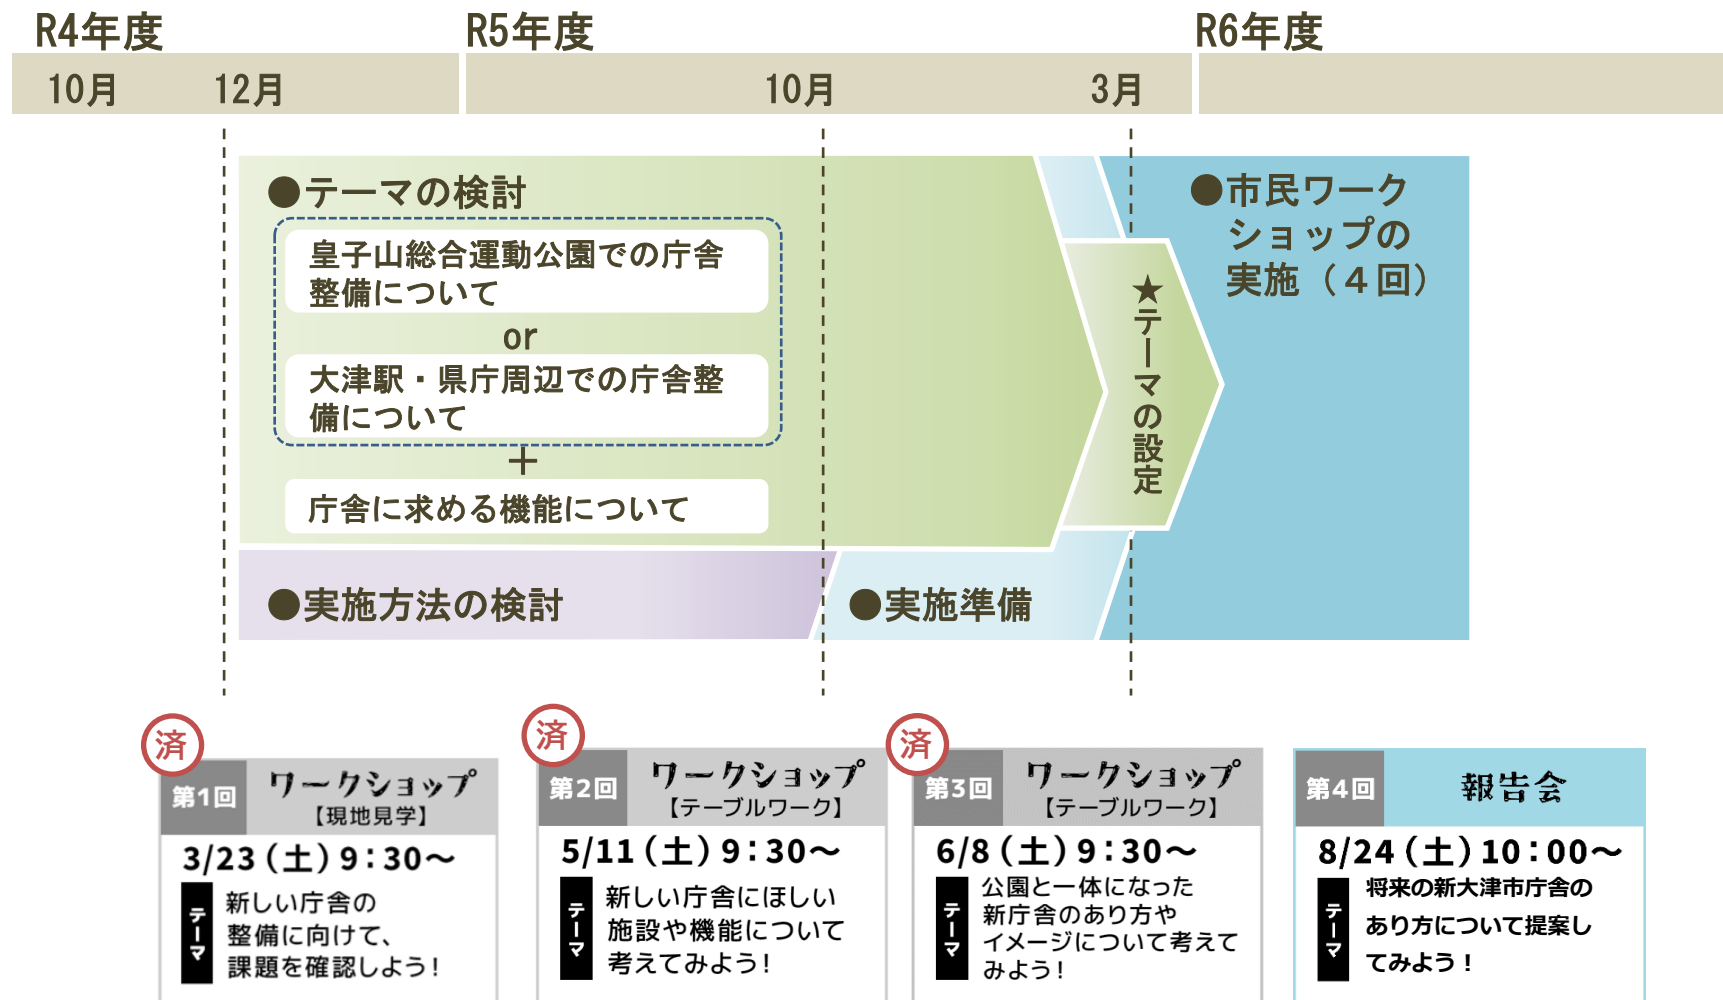 R4年度
R5年度
R6年度
10月
12月
10月
3月
●テーマの検討
皇子山総合運動公園での庁舎
整備について
or
大津駅・県庁周辺での庁舎整
備について
＋
庁舎に求める機能について
★テーマの設定
●市民ワーク
ショップの
実施（４回）
●実施方法の検討
●実施準備
済
第1回
ワークショップ
【現地見学】
3/23（土）9：30～
テーマ
新しい庁舎の
整備に向けて、
課題を確認しよう！
済
第2回
ワークショップ
【テーブルワーク】
5/11（土）9：30～
テーマ
新しい庁舎にほしい
施設や機能について
考えてみよう！
済
第3回
ワークショップ
【テーブルワーク】
6/8（土）9：30～
テーマ
公園と一体になった
新庁舎のあり方や
イメージについて考えて
みよう！
第4回
報告会
8/24（土）10：00～
テーマ
将来の新大津市庁舎の
あり方について提案し
てみよう！